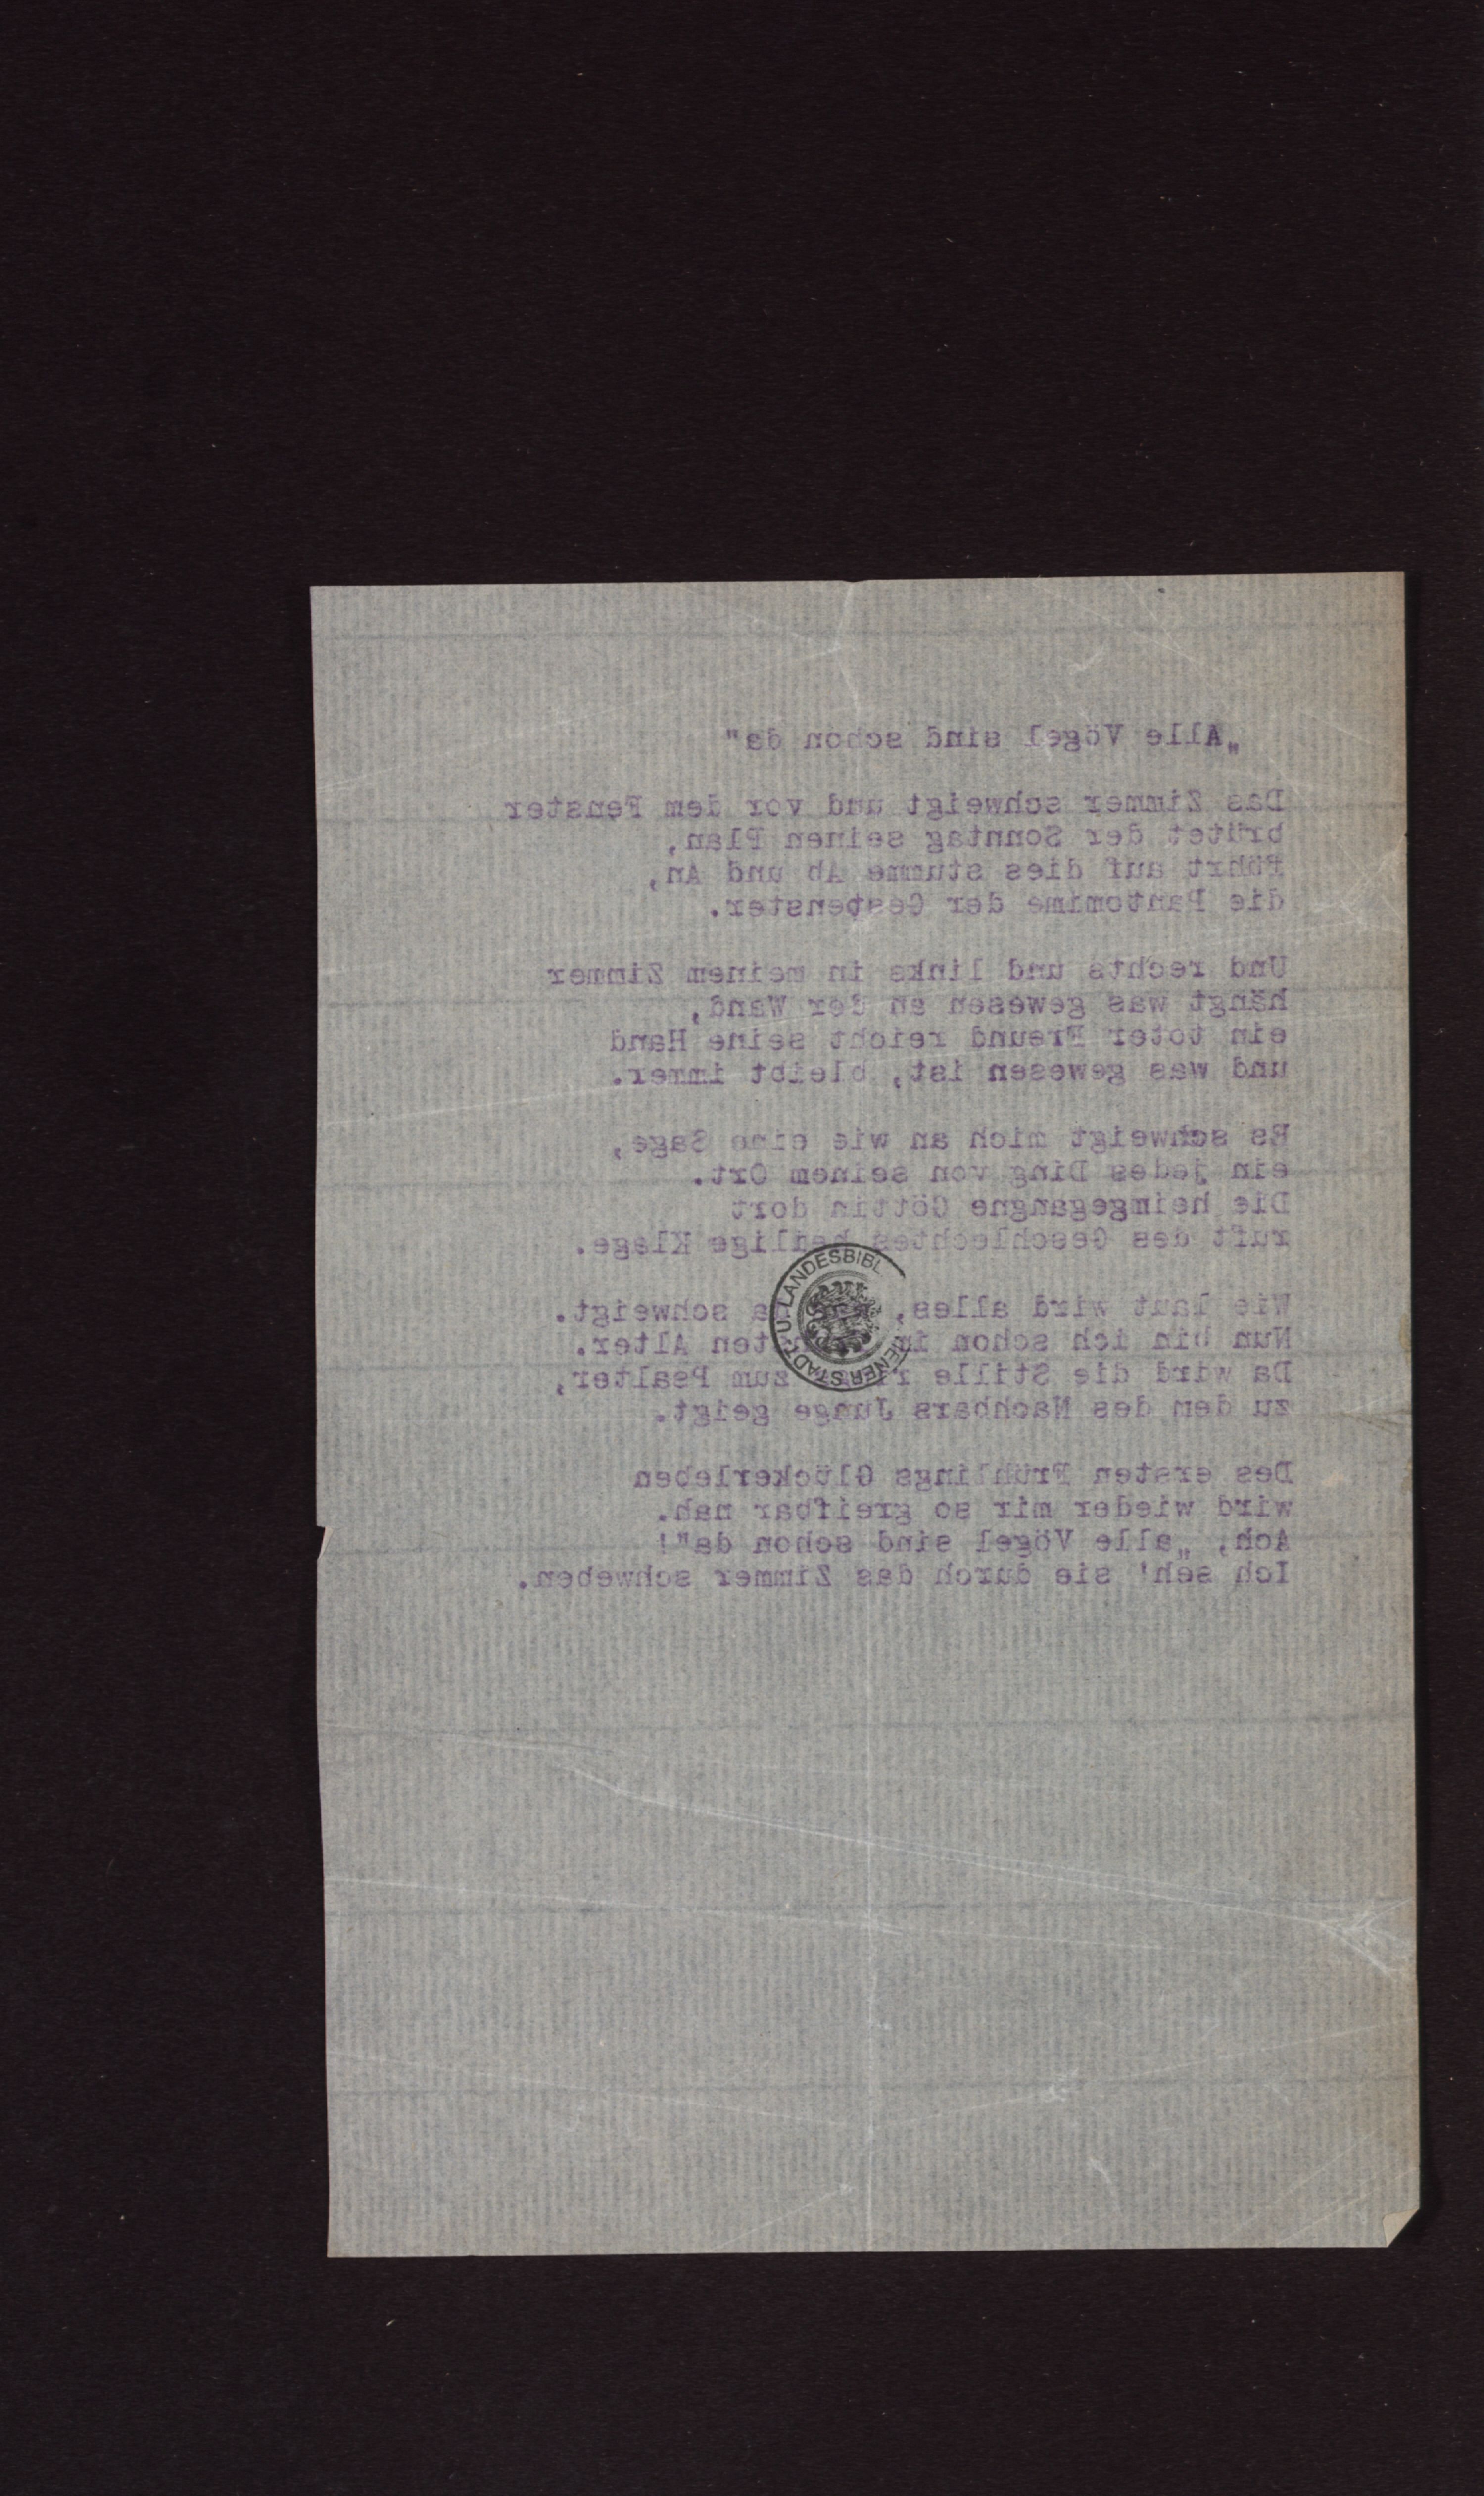 „Alle Vögel sind schon da"
Das Zimmer schweigt und vor dem Fenster
brütet der Sonntag seinen Plan,
führt auf dies stumme Ab und An,
die Pantomime der Gespenster.
Und rechts und links in meinem Zimmer
hängt was gewesen an der Wand,
ein toter Freund reicht seine Hand
und was gewesen ist, bleibt immer.
Es schweigt mich an wie eine Sage,
ein jedes Ding von seinem Ort.
Die heimgegangne Göttin dort
ruft des Geschlechtes heilige Klage.
Wie laut wird alles, schweigt.
Nun bin ich schon Alter.
Da wird die Stille zum Psalter,
zu dem des Nachbars Junge geigt.
Des ersten Frühlings Glückerleben
wird wieder mir so greifbar nah.
Ach, „alle Vögel sind schon da"!
Ich seh' sie durch das Zimmer schweben.
WIENER STADT- U. LANDESBIBL